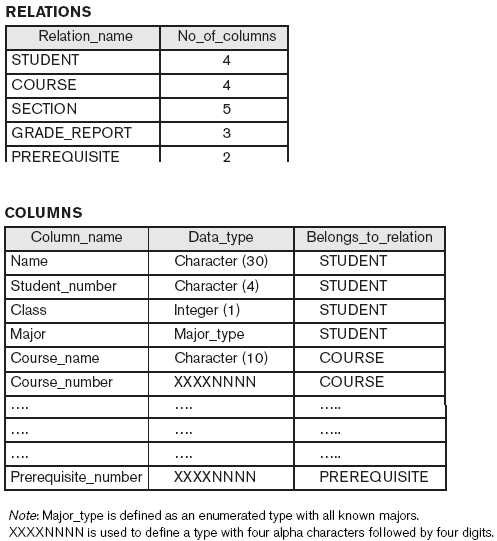 RELATIONS
Relation_name No_of_columns
STUDENT 4
COURSE 4
SECTION 5
GRADE_REPORT 3
PREREQUISITE 2
COLUMNS
Column_name Data_type Belongs_to_relation
Name Character (30) STUDENT
Student_number Character (4) STUDENT
Class Integer (1) STUDENT
Major Major_type STUDENT
Course_name Character (10) COURSE
Course_number XXXXNNNN COURSE
.... .... .....
.... .... .....
.... .... .....
Prerequisite_number XXXXNNNN PREREQUISITE
Note: Major_type is defined as an enumerated type with all known majors.
XXXXNNNN is used to define a type with four alpha characters followed by four digits.